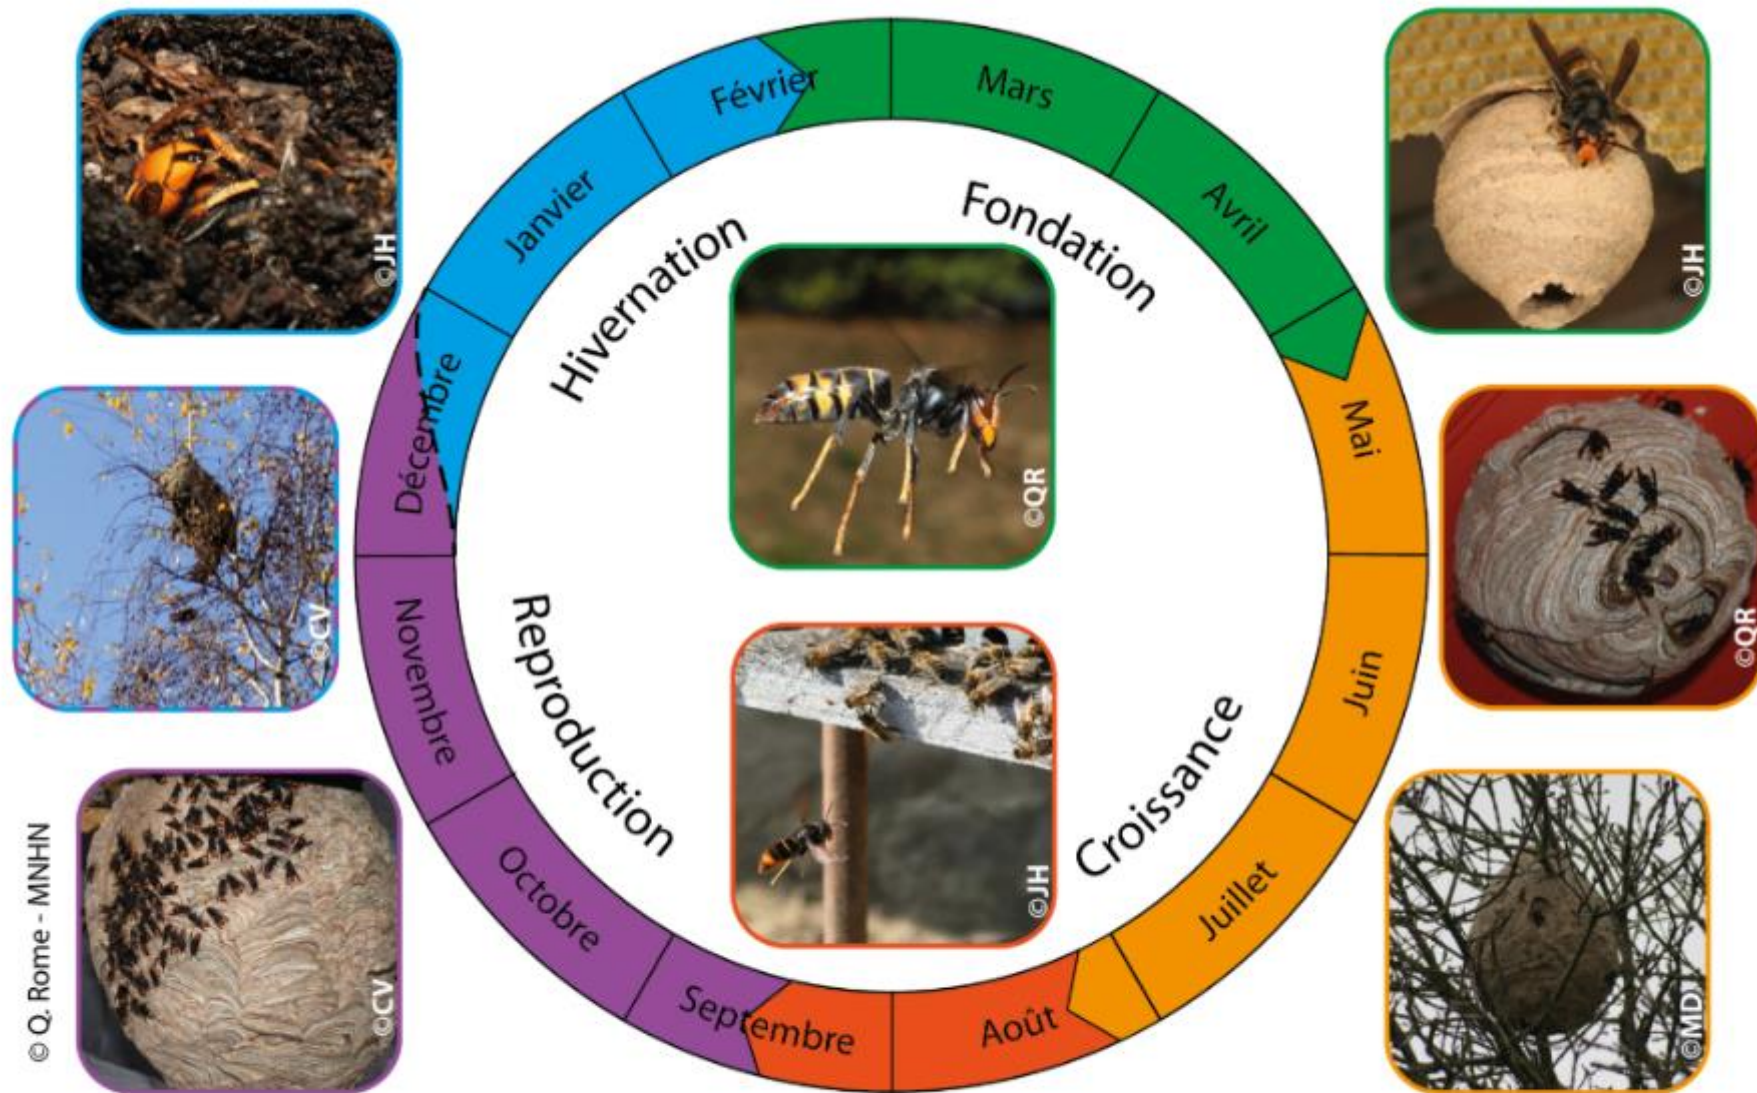 Janvier
Février
Mars
Avril
Mai
Juin
Juillet
Août
Septembre
Octobre
Novembre
Décembre
Hivernation
Fondation
Croissance
Reproduction
©JH
©CV
©CV
©QR
©JH
©JH
©QR
©MDJ
© Q. Rome - MNHN